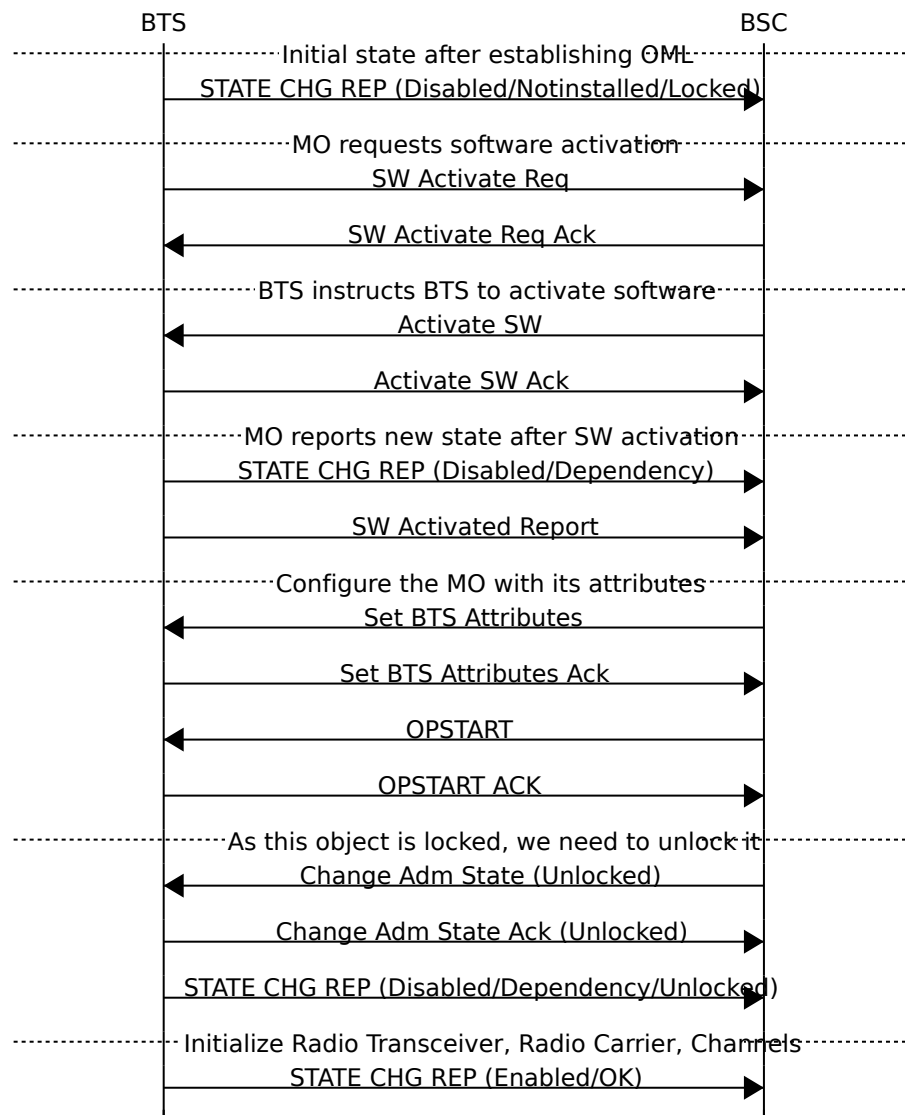 BTS BSC
Initial state after establishing OML
STATE CHG REP (Disabled/Notinstalled/Locked)
MO requests software activation
SW Activate Req
SW Activate Req Ack
BTS instructs BTS to activate software
Activate SW
Activate SW Ack
MO reports new state after SW activation
STATE CHG REP (Disabled/Dependency)
SW Activated Report
Configure the MO with its attributes
Set BTS Attributes
Set BTS Attributes Ack
OPSTART
OPSTART ACK
As this object is locked, we need to unlock it
Change Adm State (Unlocked)
Change Adm State Ack (Unlocked)
STATE CHG REP (Disabled/Dependency/Unlocked)
Initialize Radio Transceiver, Radio Carrier, Channels
STATE CHG REP (Enabled/OK)